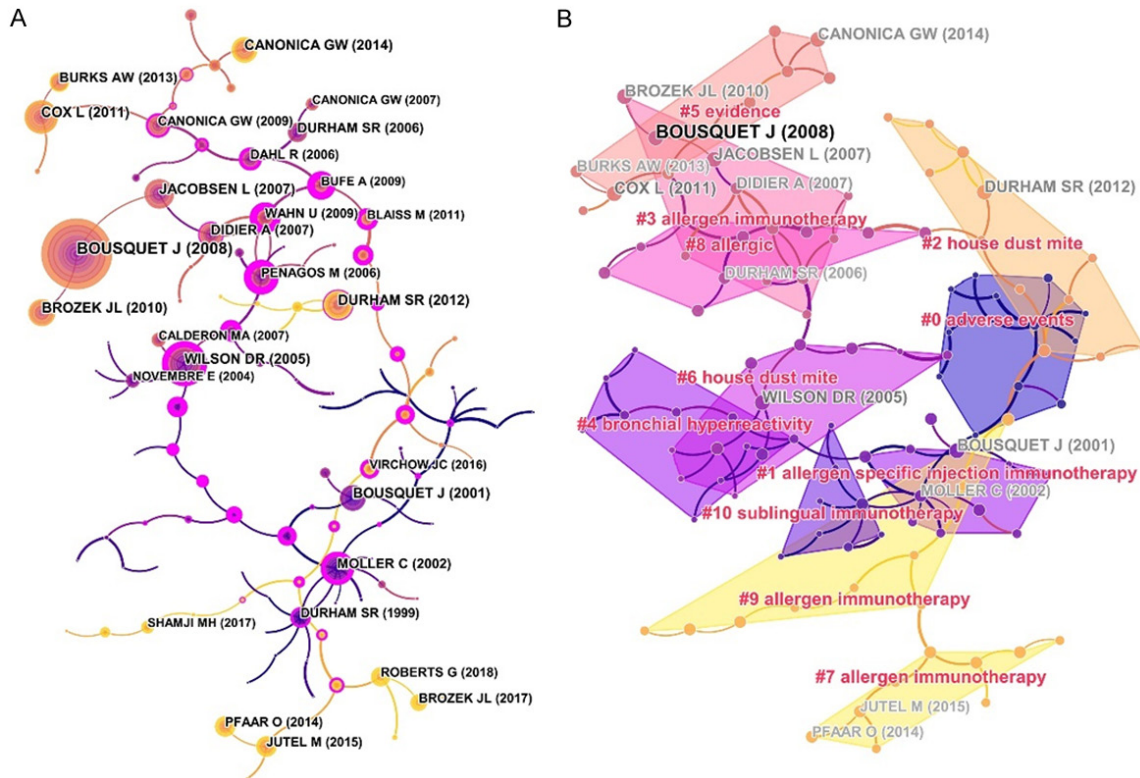 A
CANONICA GW (2014)
BURKS AW (2013)
COX L (2011)
CANONICA GW (2007)
CANONICA GW (2009)
DURHAM SR (2006)
DAHL R (2006)
BUFE A (2009)
JACOBSEN L (2007)
WAHN U (2009)
BLAISS M (2011)
DIDIER A (2007)
BOUSQUET J (2008)
PENAGOS M (2006)
BROZEK JL (2010)
DURHAM SR (2012)
CALDERON MA (2007)
WILSON DR (2005)
NOVEMBRE E (2004)
VIRCHOW JC (2016)
BOUSQUET J (2001)
MOLLER C (2002)
DURHAM SR (1999)
SHAMJI MH (2017)
ROBERTS G (2018)
BROZEK JL (2017)
PFAAR O (2014)
JUTEL M (2015)
B
CANONICA GW (2014)
BROZEK JL (2010)
#5 evidence
BOUSQUET J (2008)
JACOBSEN L (2007)
BURKS AW (2013)
COX L (2011)
DIDIER A (2007)
DURHAM SR (2012)
#3 allergen immunotherapy
#8 allergic
#2 house dust mite
DURHAM SR (2006)
#0 adverse events
#6 house dust mite
WILSON DR (2005)
#4 bronchial hyperreactivity
BOUSQUET J (2001)
#1 allergen specific injection immunotherapy
MOLLER C (2002)
#10 sublingual immunotherapy
#9 allergen immunotherapy
#7 allergen immunotherapy
JUTEL M (2015)
PFAAR O (2014)